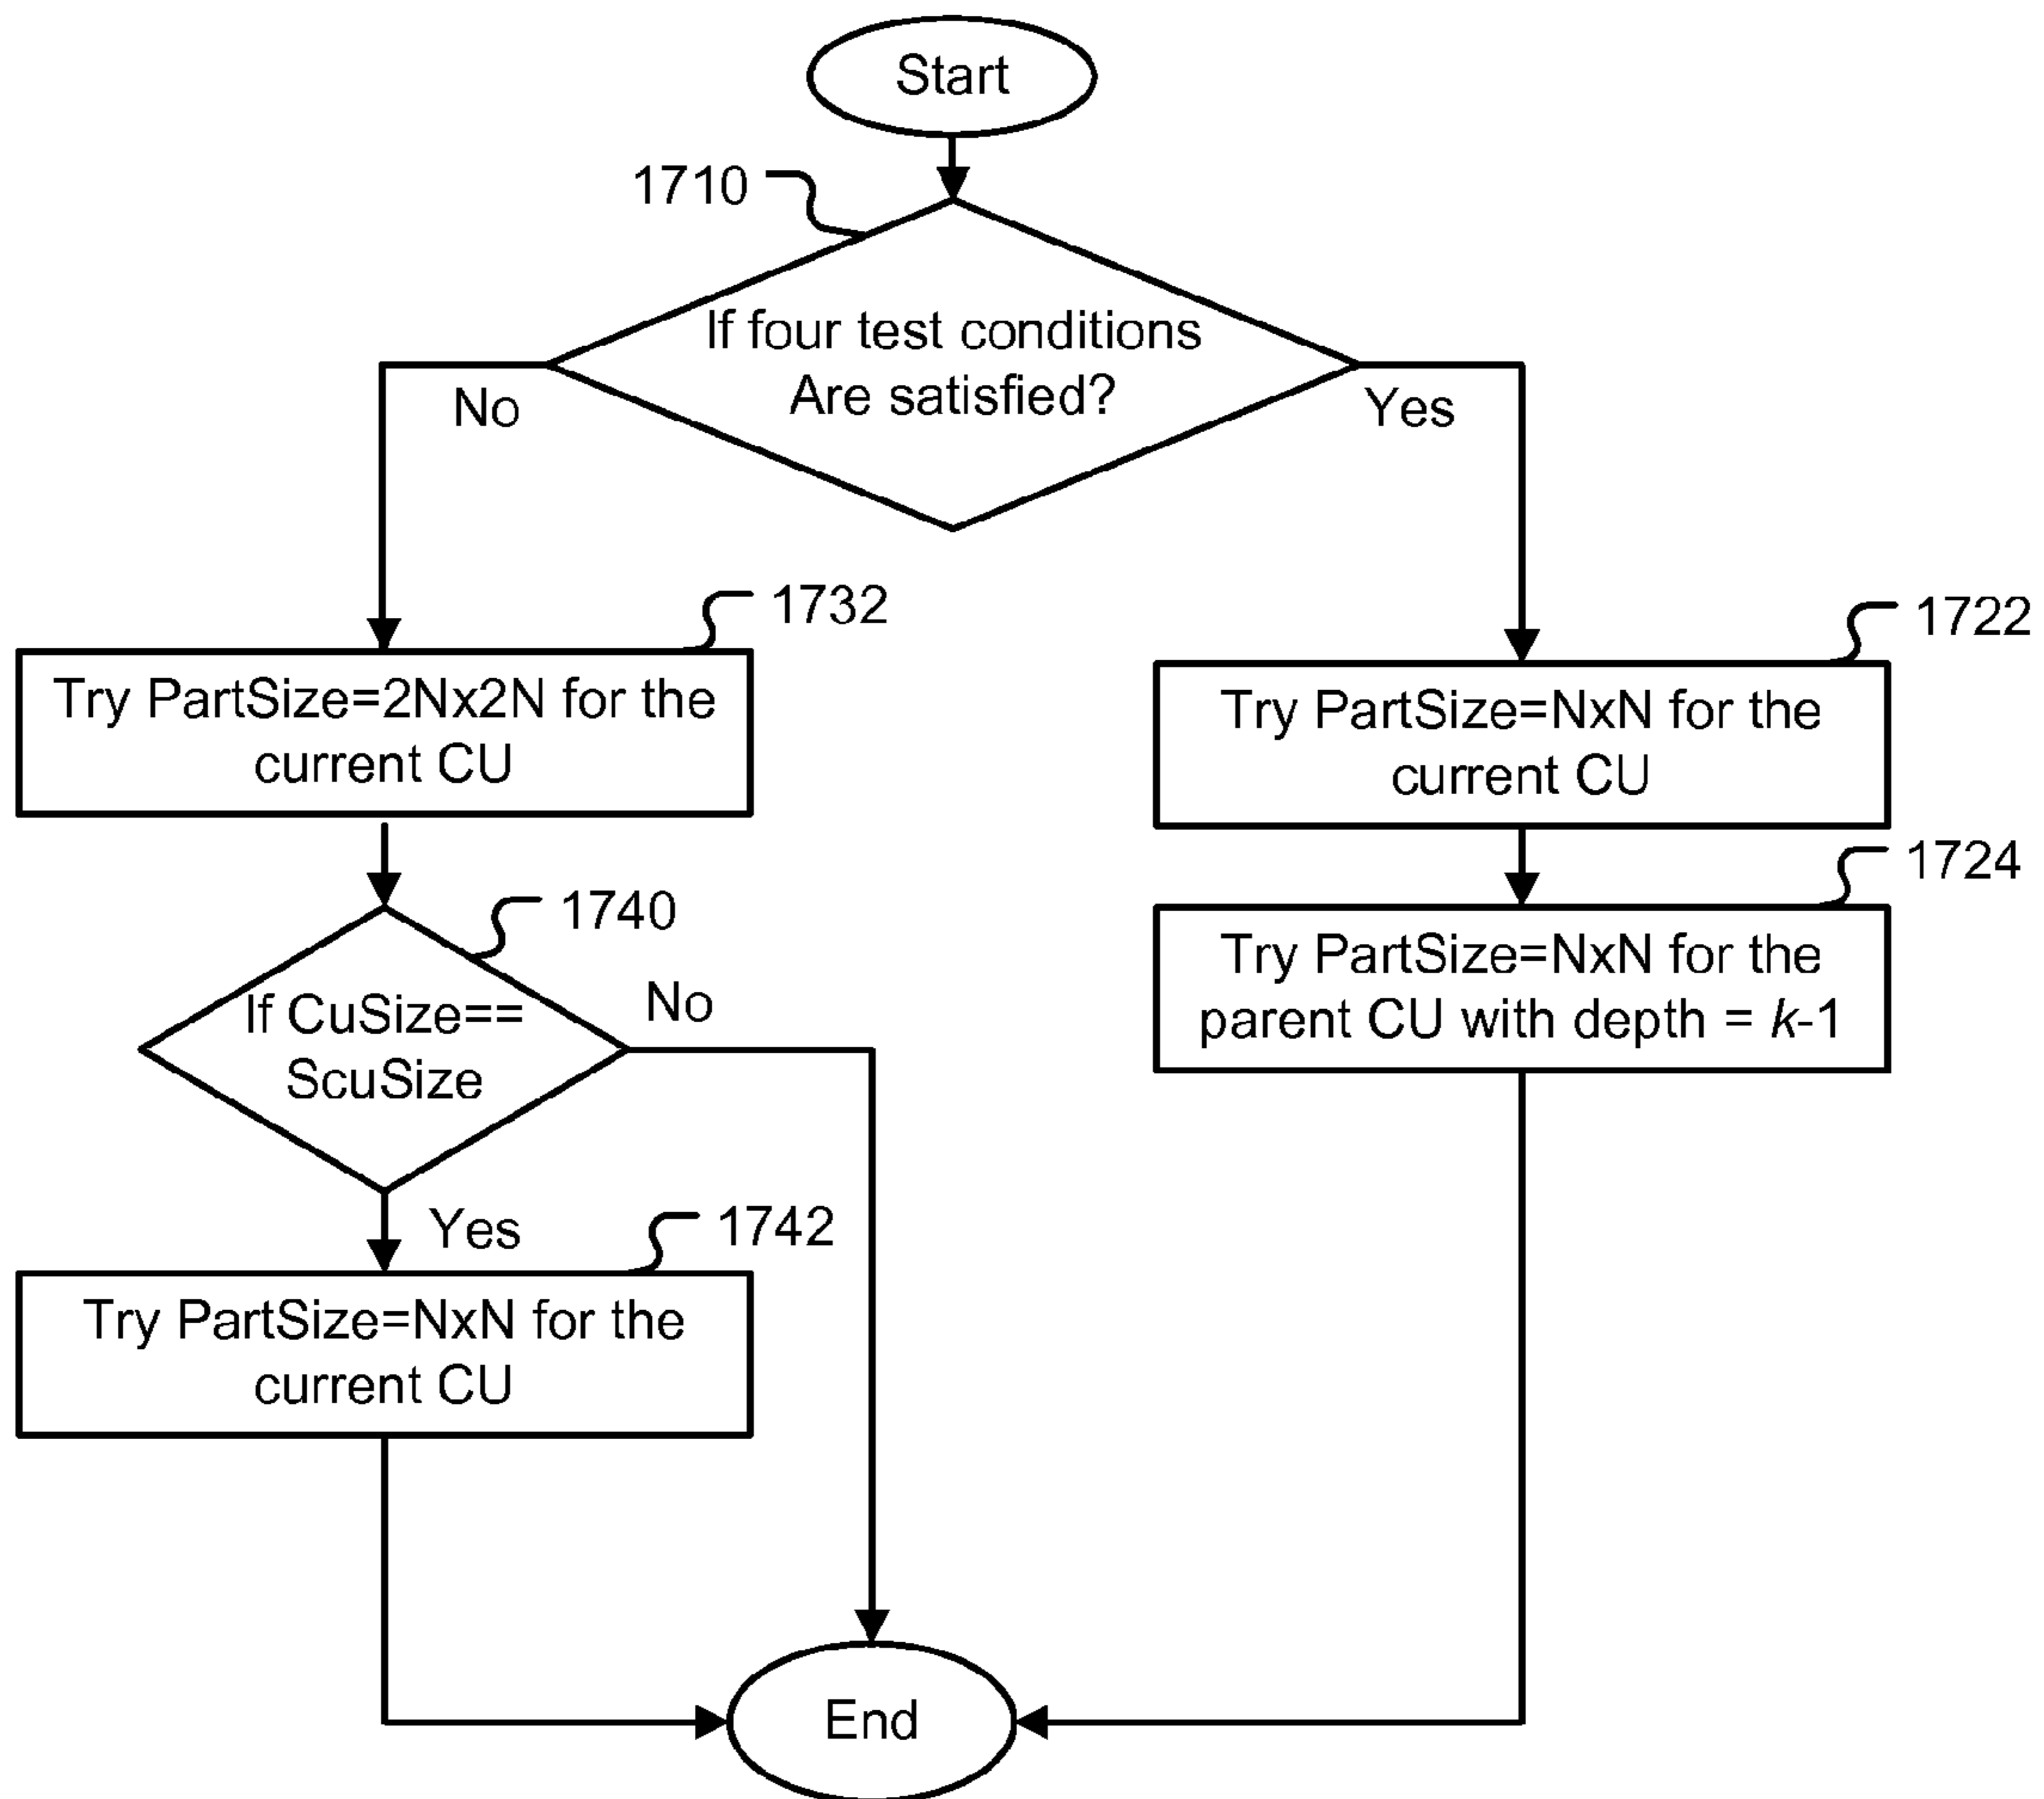 Start
1710
If four test conditions
Are satisfied?
No
Yes
1732
1722
Try PartSize=2Nx2N for the
current CU
Try PartSize=NxN for the
current CU
1724
1740
Try PartSize=NxN for the
parent CU with depth = k-1
If CuSize==
ScuSize
No
Yes
1742
Try PartSize=NxN for the
current CU
End